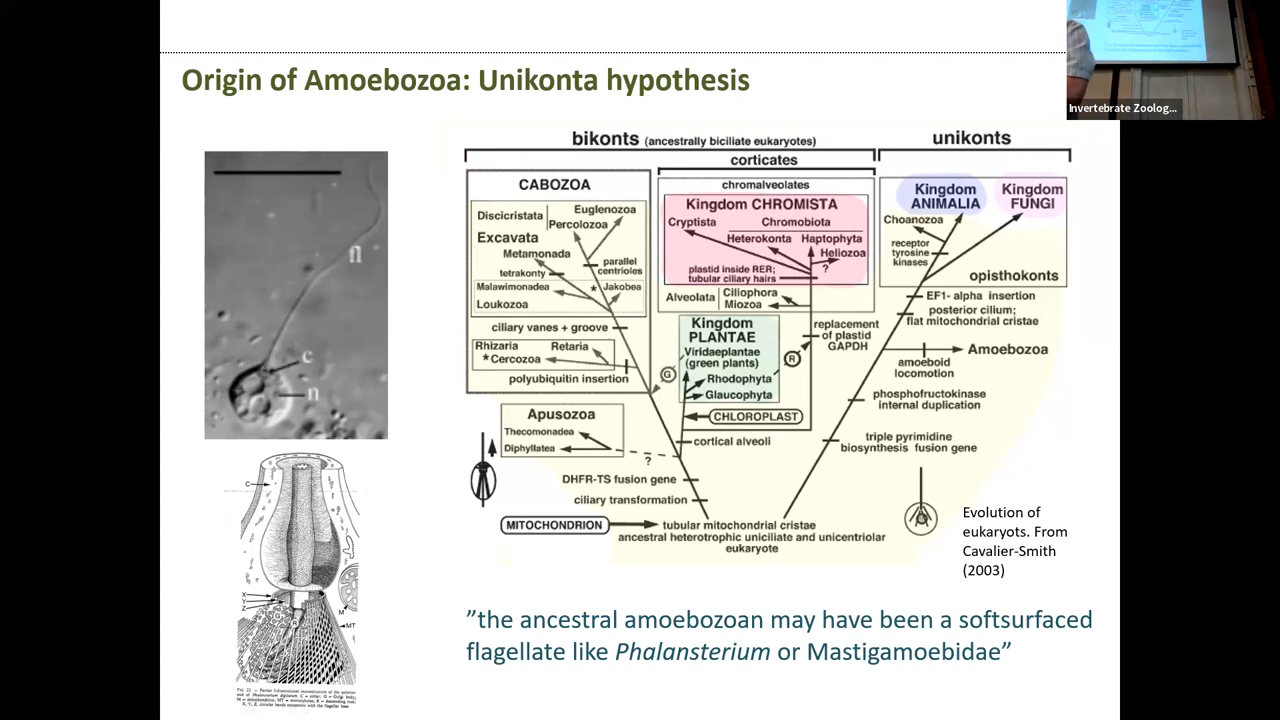 Origin of Amoebozoa: Unikonta hypothesis
Invertebrate Zoolog...
fl
c
n
bikonts (ancestrally biciliate eukaryotes)
unikonts
corticates
CABOZOA
chromalveolates
Kingdom
ANIMALIA
Kingdom
FUNGI
Discicristata
Euglenozoa
Percolozoa
Excavata
Metamonada
parallel
centrioles
tetrakonty
Malawimonadea
* Jakobea
Loukozoa
Kingdom CHROMISTA
Cryptista
Chromobiota
Heterokonta
Haptophyta
Heliozoa
?
plastid inside RER;
tubular ciliary hairs
Choanozoa
receptor
tyrosine
kinases
opisthokonts
Alveolata
Ciliophora
Miozoa
EF1- alpha insertion
posterior cilium;
flat mitochondrial cristae
ciliary vanes + groove
Kingdom
PLANTAE
Viridaeplantae
(green plants)
Rhodophyta
Glaucophyta
replacement
of plastid
GAPDH
Rhizaria
Retaria
*Cercozoa
G
R
polyubiquitin insertion
Amoebozoa
amoeboid
locomotion
phosphofructokinase
internal duplication
Apusozoa
Thecomonadea
Diphyllatea
?
CHLOROPLAST
cortical alveoli
triple pyrimidine
biosynthesis fusion gene
DHFR-TS fusion gene
ciliary transformation
MITOCHONDRION
tubular mitochondrial cristae
ancestral heterotrophic uniciliate and unicentriolar
eukaryote
Evolution of
eukaryots. From
Cavalier-Smith
(2003)
C
X
Y
Z
M
MT
"the ancestral amoebozoan may have been a softsurfaced
flagellate like Phalansterium or Mastigamoebidae"